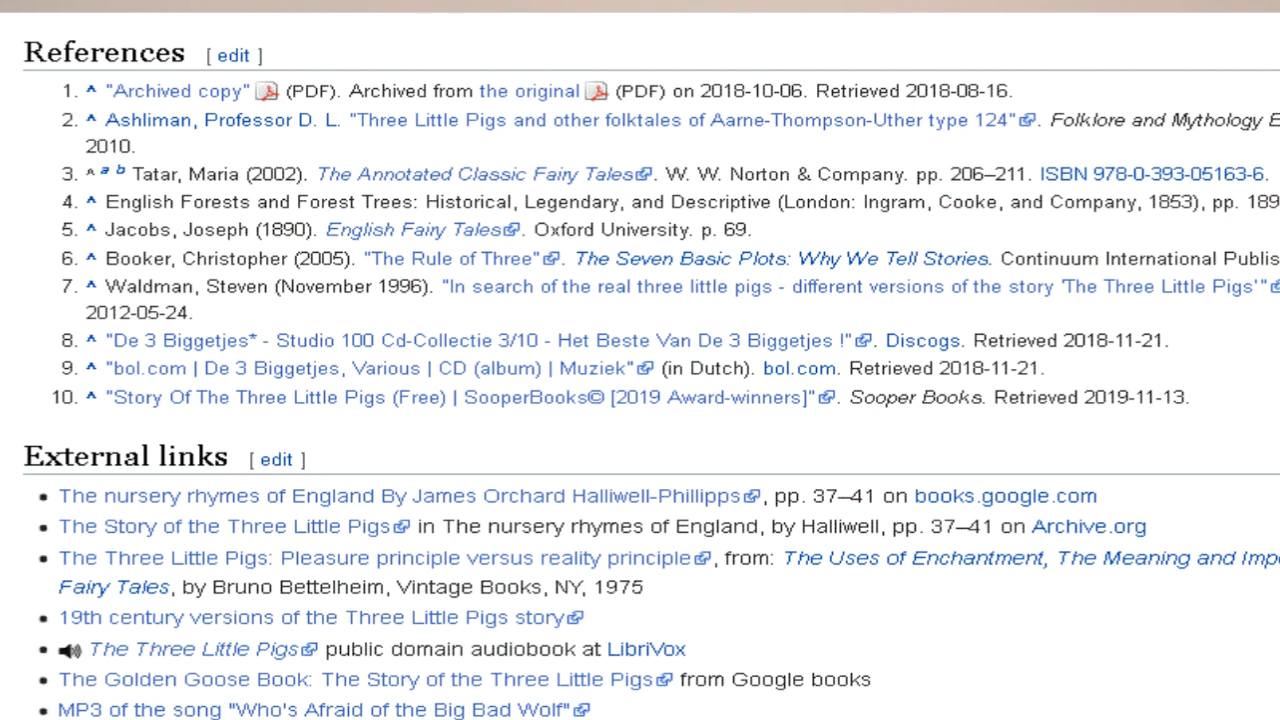 References [ edit ]
1. ^ "Archived copy" (PDF). Archived from the original (PDF) on 2018-10-06. Retrieved 2018-08-16.
2. ^ Ashliman, Professor D. L. "Three Little Pigs and other folktales of Aarne-Thompson-Uther type 124". Folklore and Mythology E
2010.
3. ^ a b Tatar, Maria (2002). The Annotated Classic Fairy Tales. W. W. Norton & Company. pp. 206–211. ISBN 978-0-393-05163-6.
4. ^ English Forests and Forest Trees: Historical, Legendary, and Descriptive (London: Ingram, Cooke, and Company, 1853), pp. 189
5. ^ Jacobs, Joseph (1890). English Fairy Tales. Oxford University. p. 69.
6. ^ Booker, Christopher (2005). "The Rule of Three". The Seven Basic Plots: Why We Tell Stories. Continuum International Publis
7. ^ Waldman, Steven (November 1996). "In search of the real three little pigs - different versions of the story 'The Three Little Pigs'"
2012-05-24.
8. ^ "De 3 Biggetjes* - Studio 100 Cd-Collectie 3/10 - Het Beste Van De 3 Biggetjes !". Discogs. Retrieved 2018-11-21.
9. ^ "bol.com | De 3 Biggetjes, Various | CD (album) | Muziek" (in Dutch). bol.com. Retrieved 2018-11-21.
10. ^ "Story Of The Three Little Pigs (Free) | SooperBooks© [2019 Award-winners]". Sooper Books. Retrieved 2019-11-13.
External links [ edit ]
• The nursery rhymes of England By James Orchard Halliwell-Phillipps, pp. 37–41 on books.google.com
• The Story of the Three Little Pigs in The nursery rhymes of England, by Halliwell, pp. 37–41 on Archive.org
• The Three Little Pigs: Pleasure principle versus reality principle, from: The Uses of Enchantment, The Meaning and Impo
Fairy Tales, by Bruno Bettelheim, Vintage Books, NY, 1975
• 19th century versions of the Three Little Pigs story
• The Three Little Pigs public domain audiobook at LibriVox
• The Golden Goose Book: The Story of the Three Little Pigs from Google books
• MP3 of the song "Who's Afraid of the Big Bad Wolf"